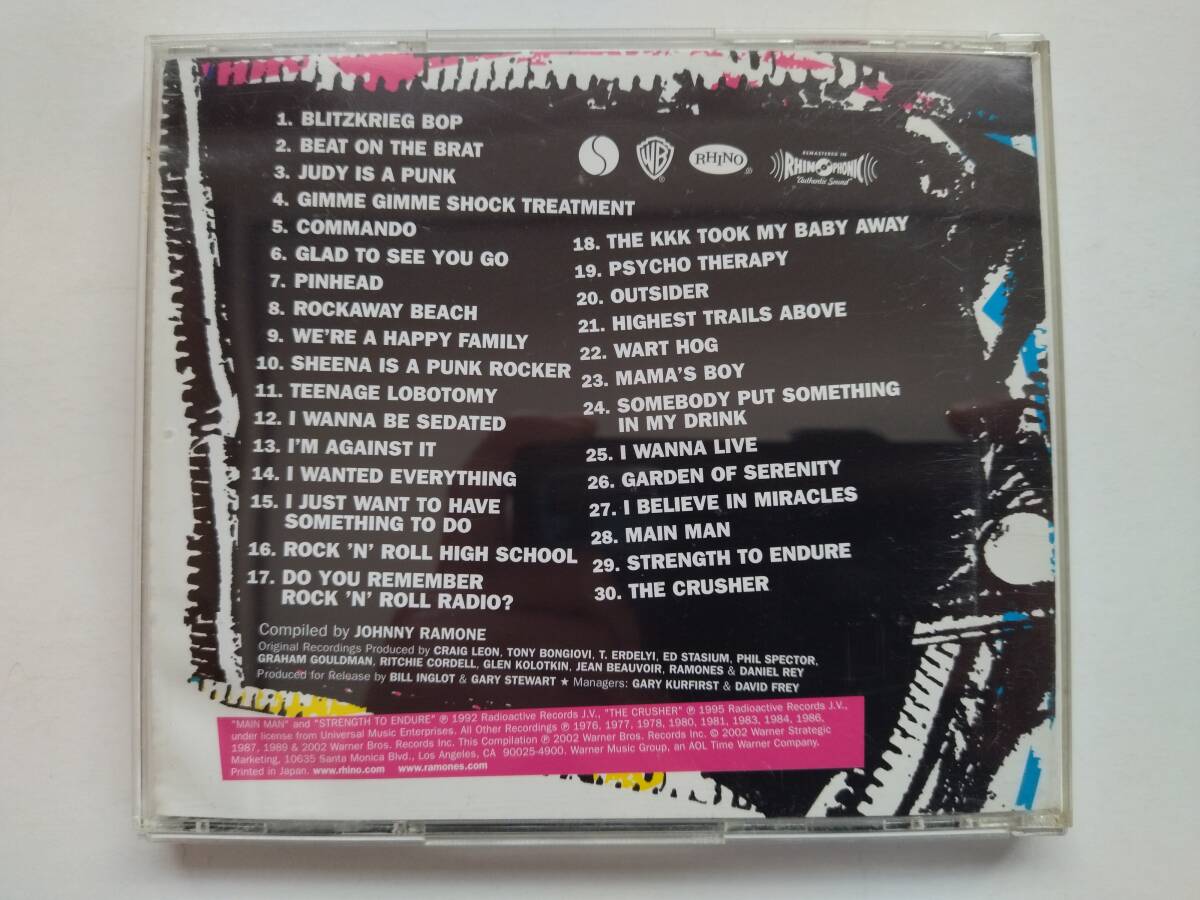 1. BLITZKRIEG BOP
2. BEAT ON THE BRAT
3. JUDY IS A PUNK
4. GIMME GIMME SHOCK TREATMENT
5. COMMANDO
6. GLAD TO SEE YOU GO
7. PINHEAD
8. ROCKAWAY BEACH
9. WE'RE A HAPPY FAMILY
10. SHEENA IS A PUNK ROCKER
11. TEENAGE LOBOTOMY
12. I WANNA BE SEDATED
13. I'M AGAINST IT
14. I WANTED EVERYTHING
15. I JUST WANT TO HAVE
SOMETHING TO DO
16. ROCK 'N' ROLL HIGH SCHOOL
17. DO YOU REMEMBER
ROCK 'N' ROLL RADIO?
S
WB
RHINO
REMASTERED IN
RHINOPHONIC
"Authentic Sound"
18. THE KKK TOOK MY BABY AWAY
19. PSYCHO THERAPY
20. OUTSIDER
21. HIGHEST TRAILS ABOVE
22. WART HOG
23. MAMA'S BOY
24. SOMEBODY PUT SOMETHING
IN MY DRINK
25. I WANNA LIVE
26. GARDEN OF SERENITY
27. I BELIEVE IN MIRACLES
28. MAIN MAN
29. STRENGTH TO ENDURE
30. THE CRUSHER
Compiled by JOHNNY RAMONE
Original Recordings Produced by CRAIG LEON, TONY BONGIOVI, T. ERDELYI, ED STASIUM, PHIL SPECTOR,
GRAHAM GOULDMAN, RITCHIE CORDELL, GLEN KOLOTKIN, JEAN BEAUVOIR, RAMONES & DANIEL REY
Produced for Release by BILL INGLOT & GARY STEWART ★ Managers: GARY KURFIRST & DAVID FREY
"MAIN MAN" and "STRENGTH TO ENDURE" ℗ 1992 Radioactive Records J.V., "THE CRUSHER" ℗ 1995 Radioactive Records J.V.,
under license from Universal Music Enterprises. All Other Recordings ℗ 1976, 1977, 1978, 1980, 1981, 1983, 1984, 1986,
1987, 1989 & 2002 Warner Bros. Records Inc. This Compilation ℗ 2002 Warner Bros. Records Inc. © 2002 Warner Strategic
Marketing, 10635 Santa Monica Blvd., Los Angeles, CA 90025-4900. Warner Music Group, an AOL Time Warner Company.
Printed in Japan. www.rhino.com www.ramones.com